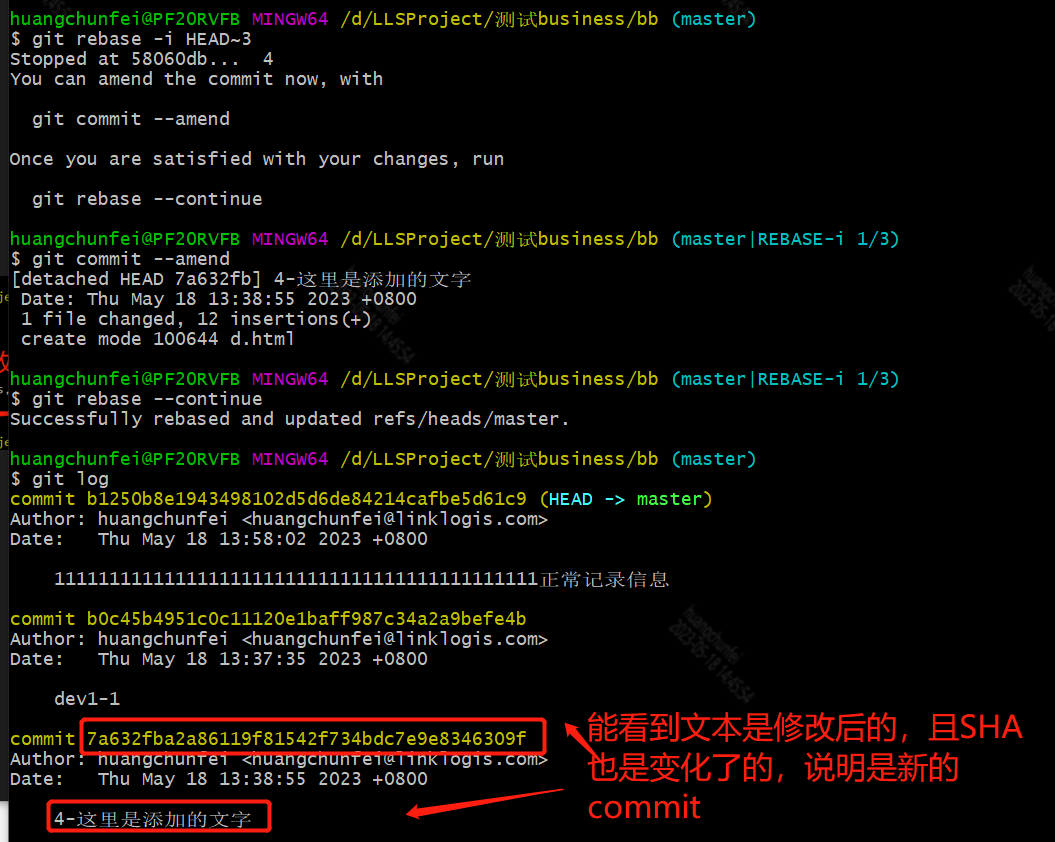 huangchunfei@PF20RVFB MINGW64 /d/LLSProject/测试business/bb (master)
$ git rebase -i HEAD~3
Stopped at 58060db...  4
You can amend the commit now, with
git commit --amend
Once you are satisfied with your changes, run
git rebase --continue
huangchunfei@PF20RVFB MINGW64 /d/LLSProject/测试business/bb (master|REBASE-i 1/3)
$ git commit --amend
[detached HEAD 7a632fb] 4-这里是添加的文字
Date: Thu May 18 13:38:55 2023 +0800
1 file changed, 12 insertions(+)
create mode 100644 d.html
huangchunfei@PF20RVFB MINGW64 /d/LLSProject/测试business/bb (master|REBASE-i 1/3)
$ git rebase --continue
Successfully rebased and updated refs/heads/master.
huangchunfei@PF20RVFB MINGW64 /d/LLSProject/测试business/bb (master)
$ git log
commit b1250b8e1943498102d5d6de84214cafbe5d61c9 (HEAD -> master)
Author: huangchunfei <huangchunfei@linklogis.com>
Date:   Thu May 18 13:58:02 2023 +0800
11111111111111111111111111111111111111111111正常记录信息
commit b0c45b4951c0c11120e1baff987c34a2a9befe4b
Author: huangchunfei <huangchunfei@linklogis.com>
Date:   Thu May 18 13:37:35 2023 +0800
dev1-1
commit 7a632fba2a86119f81542f734bdc7e9e8346309f
Author: huangchunfei <huangchunfei@linklogis.com>
Date:   Thu May 18 13:38:55 2023 +0800
4-这里是添加的文字
能看到文本是修改后的，且SHA
也是变化了的，说明是新的
commit